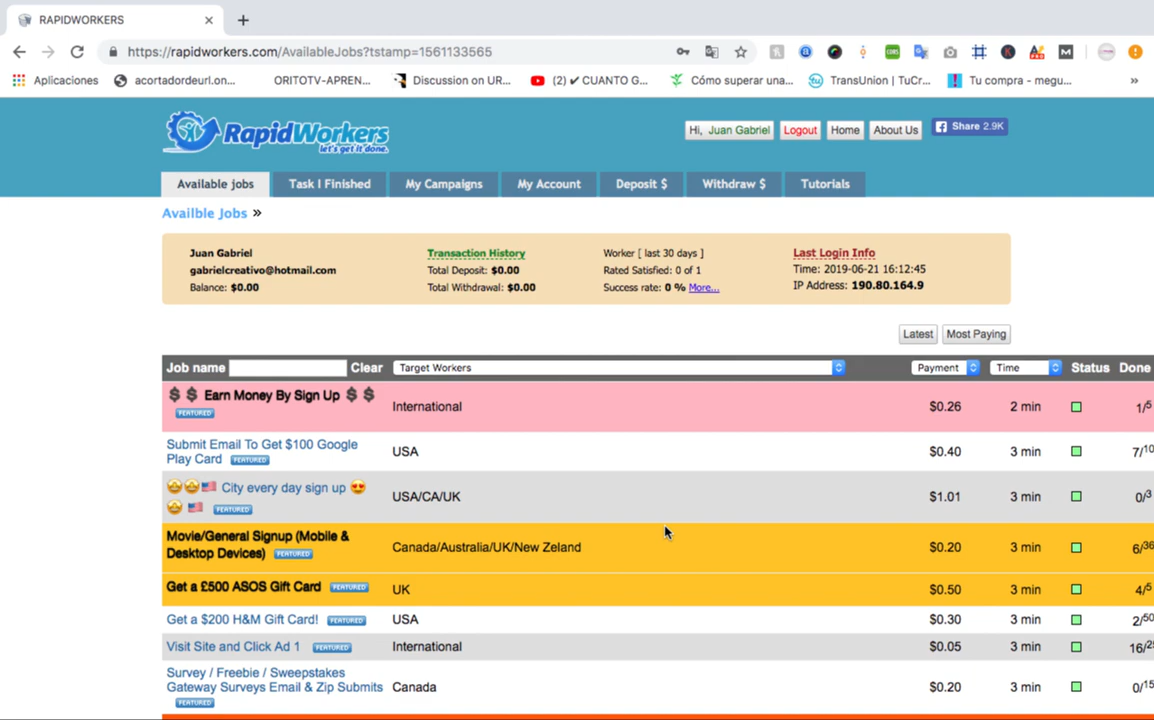 RAPIDWORKERS
https://rapidworkers.com/AvailableJobs?tstamp=1561133565
Aplicaciones acortadordeurl.on... ORITOTV-APREN... Discussion on UR... (2) ✔ CUANTO G... Cómo superar una... TransUnion | TuCr... Tu compra - megu... »
RapidWorkers
let's get it done.
Hi, Juan Gabriel Logout Home About Us Share 2.9K
Available jobs Task I Finished My Campaigns My Account Deposit $ Withdraw $ Tutorials
Availble Jobs »
Juan Gabriel Transaction History Worker [ last 30 days ] Last Login Info
gabrielcreativo@hotmail.com Total Deposit: $0.00 Rated Satisfied: 0 of 1 Time: 2019-06-21 16:12:45
Balance: $0.00 Total Withdrawal: $0.00 Success rate: 0 % More... IP Address: 190.80.164.9
Latest Most Paying
Job name Clear Target Workers Payment Time Status Done
$ $ Earn Money By Sign Up $ $
FEATURED International $0.26 2 min 1/5
Submit Email To Get $100 Google
Play Card FEATURED USA $0.40 3 min 7/10
City every day sign up
FEATURED USA/CA/UK $1.01 3 min 0/3
Movie/General Signup (Mobile &
Desktop Devices) FEATURED Canada/Australia/UK/New Zeland $0.20 3 min 6/36
Get a £500 ASOS Gift Card FEATURED UK $0.50 3 min 4/5
Get a $200 H&M Gift Card! FEATURED USA $0.30 3 min 2/50
Visit Site and Click Ad 1 FEATURED International $0.05 3 min
Survey / Freebie / Sweepstakes
Gateway Surveys Email & Zip Submits Canada $0.20 3 min 0/15
FEATURED